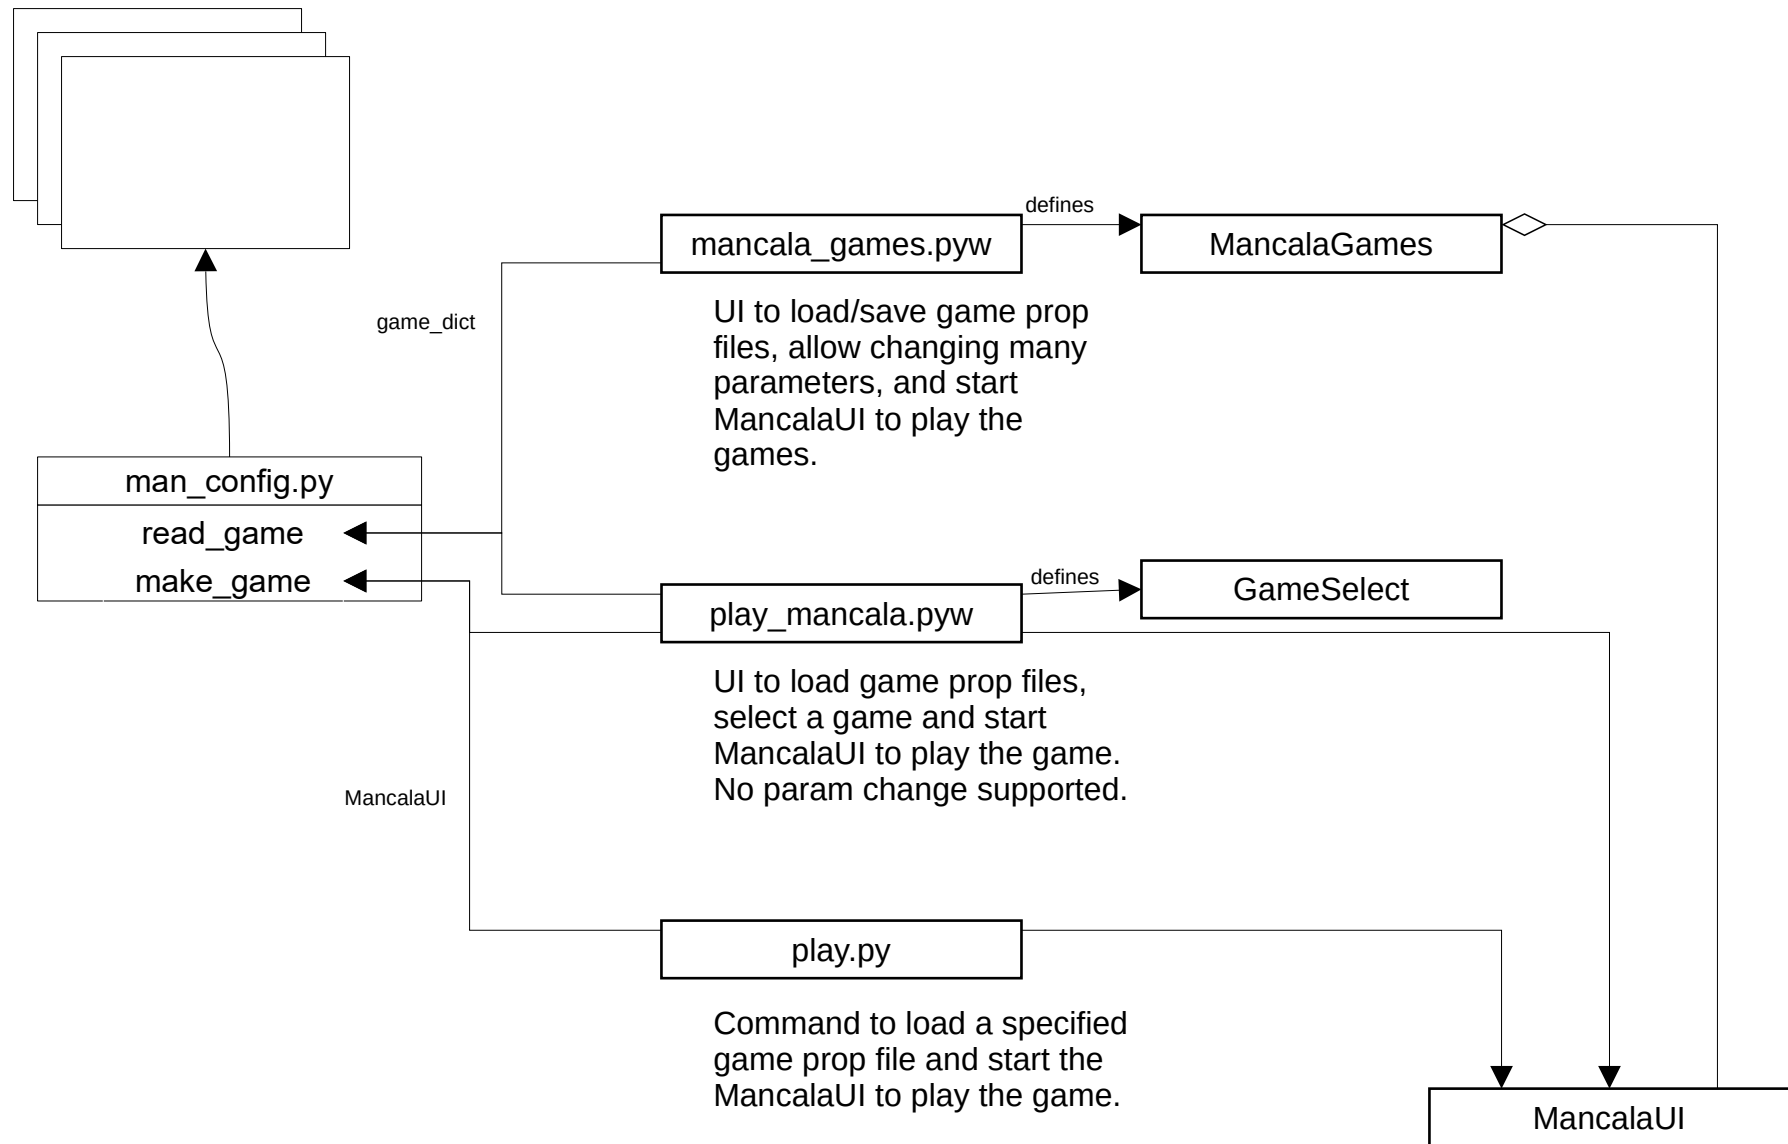 defines
mancala_games.pyw
MancalaGames
UI to load/save game prop
files, allow changing many
parameters, and start
MancalaUI to play the
games.
game_dict
man_config.py
read_game
make_game
defines
play_mancala.pyw
GameSelect
UI to load game prop files,
select a game and start
MancalaUI to play the game.
No param change supported.
MancalaUI
play.py
Command to load a specified
game prop file and start the
MancalaUI to play the game.
MancalaUI